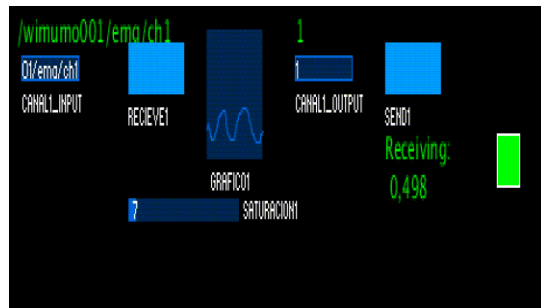 /wimumo001/emg/ch1
1
01/emg/ch1
1
CANAL1_INPUT
RECIEVE1
CANAL1_OUTPUT
SEND1
Receiving:
0,498
GRAFICO1
7
SATURACION1